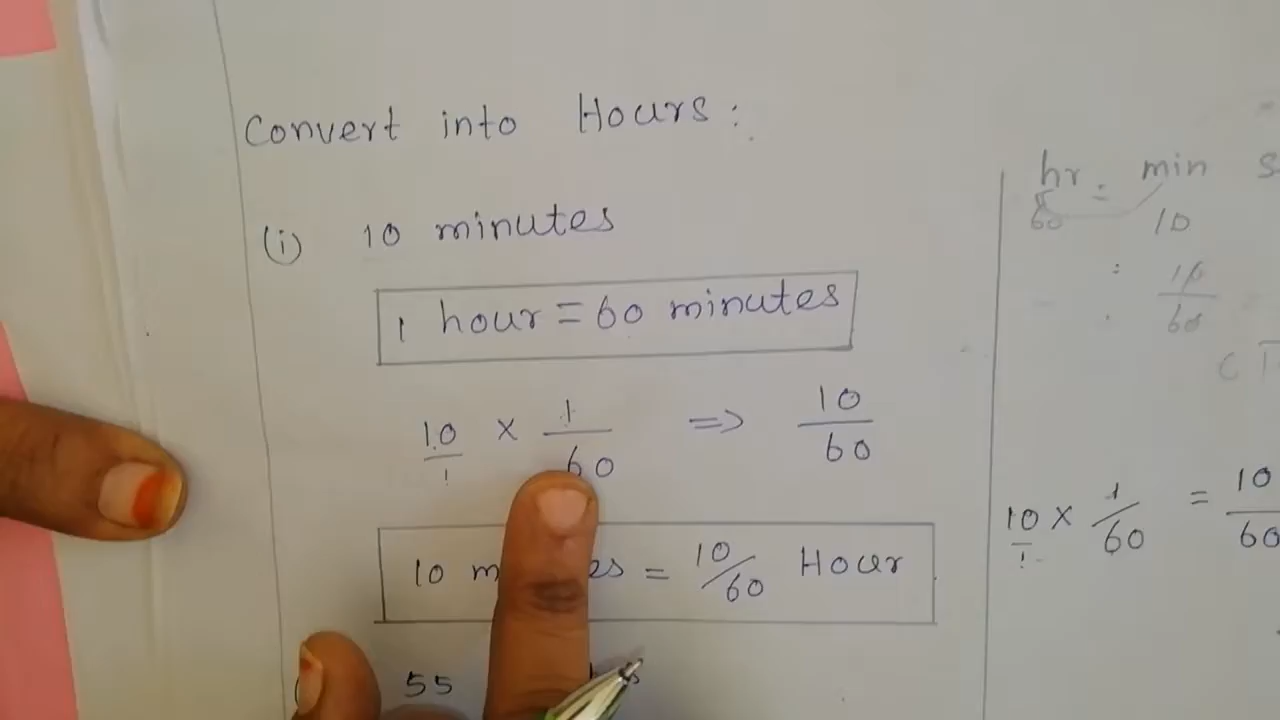 Convert into Hours:
(i) 10 minutes
1 hour = 60 minutes
10/1 × 1/60 => 10/60
10 = 10/60 Hour
55
hr = min
60 10
: 10/60
10/1 × 1/60 = 10/60